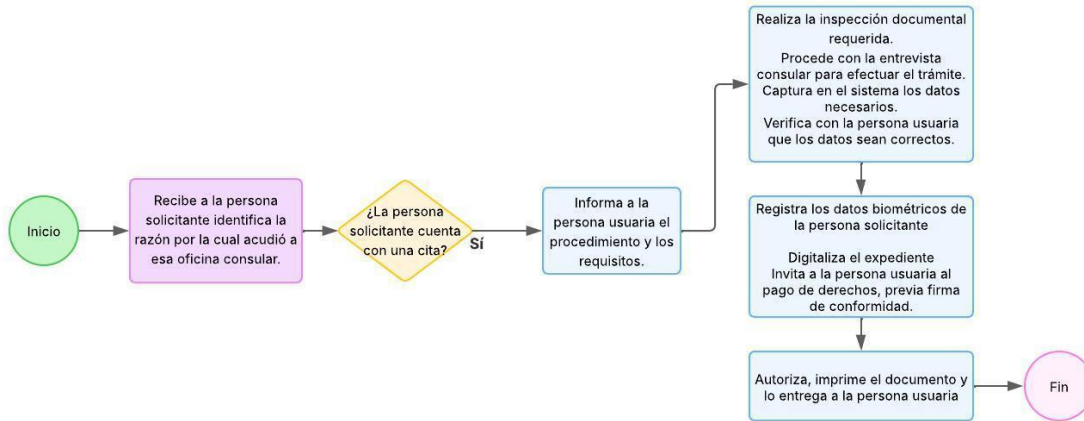 Inicio
Recibe a la persona
solicitante identifica la
razón por la cual acudió a
esa oficina consular.
¿La persona
solicitante cuenta
con una cita?
Sí
Informa a la
persona usuaria el
procedimiento y los
requisitos.
Realiza la inspección documental
requerida.
Procede con la entrevista
consular para efectuar el trámite.
Captura en el sistema los datos
necesarios.
Verifica con la persona usuaria
que los datos sean correctos.
Registra los datos biométricos de
la persona solicitante
Digitaliza el expediente
Invita a la persona usuaria al
pago de derechos, previa firma
de conformidad.
Autoriza, imprime el documento y
lo entrega a la persona usuaria
Fin